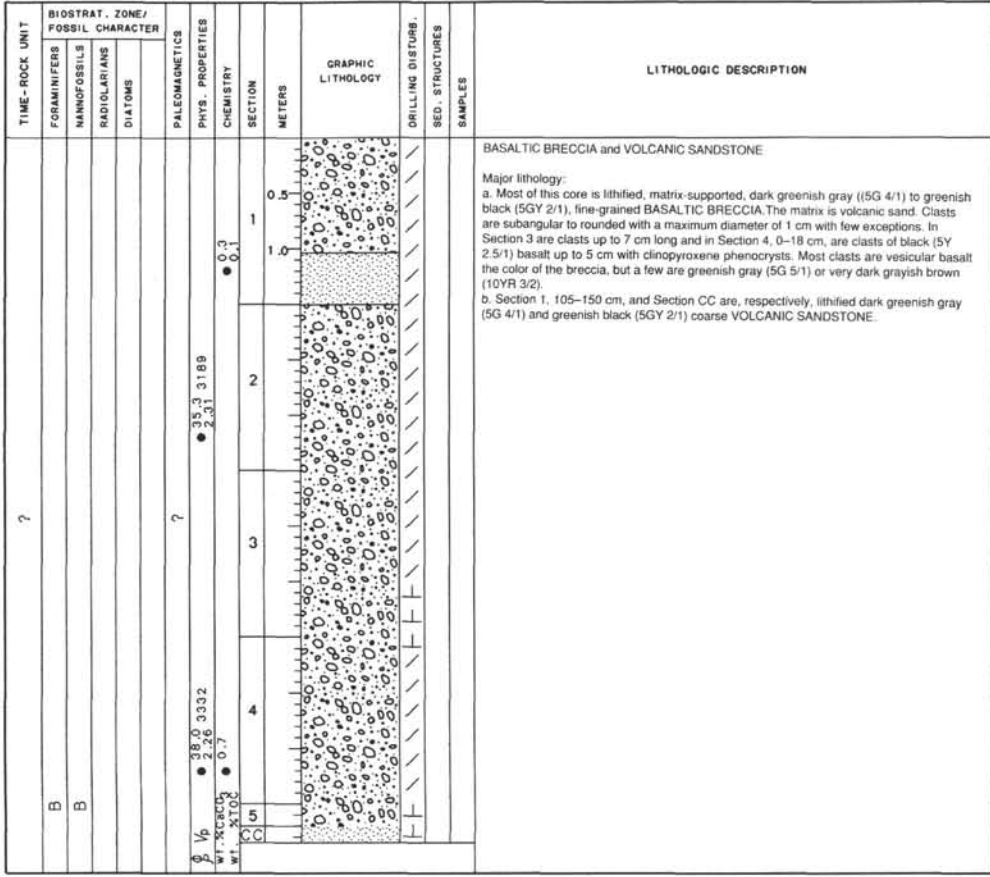 TIME-ROCK UNIT
BIOSTRAT. ZONE/
FOSSIL CHARACTER
FORAMINIFERS
NANNOFOSSILS
RADIOLARIANS
DIATOMS
PALEOMAGNETICS
PHYS. PROPERTIES
CHEMISTRY
SECTION
METERS
GRAPHIC
LITHOLOGY
DRILLING DISTURB.
SED. STRUCTURES
SAMPLES
LITHOLOGIC DESCRIPTION
?
B
B
?
● 35.3 3189
2.31
● 38.0 3332
2.26
Φ Vp
ρ
● 0.3
0.1
● 0.7
wt. %CaCO3
wt. %TOC
1
2
3
4
5
CC
0.5
1.0
BASALTIC BRECCIA and VOLCANIC SANDSTONE
Major lithology:
a. Most of this core is lithified, matrix-supported, dark greenish gray ((5G 4/1) to greenish
black (5GY 2/1), fine-grained BASALTIC BRECCIA.The matrix is volcanic sand. Clasts
are subangular to rounded with a maximum diameter of 1 cm with few exceptions. In
Section 3 are clasts up to 7 cm long and in Section 4, 0–18 cm, are clasts of black (5Y
2.5/1) basalt up to 5 cm with clinopyroxene phenocrysts. Most clasts are vesicular basalt
the color of the breccia, but a few are greenish gray (5G 5/1) or very dark grayish brown
(10YR 3/2).
b. Section 1, 105–150 cm, and Section CC are, respectively, lithified dark greenish gray
(5G 4/1) and greenish black (5GY 2/1) coarse VOLCANIC SANDSTONE.